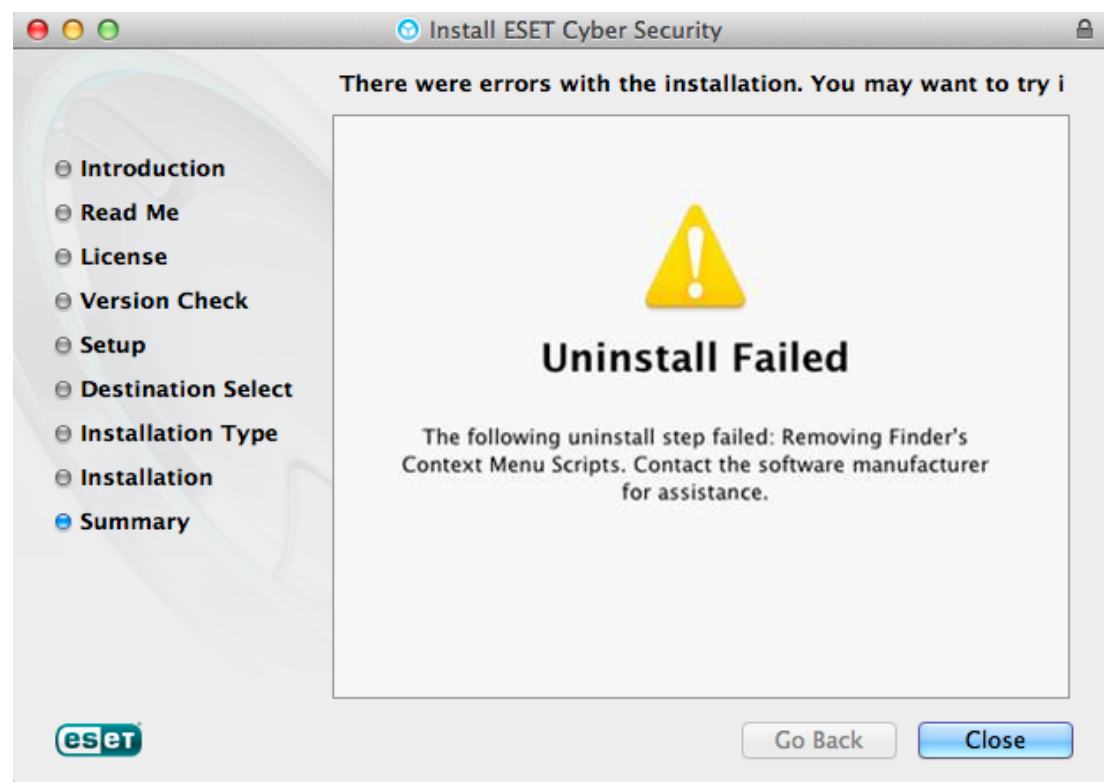 Install ESET Cyber Security
There were errors with the installation. You may want to try i
Introduction
Read Me
License
Version Check
Setup
Destination Select
Installation Type
Installation
Summary
Uninstall Failed
The following uninstall step failed: Removing Finder's
Context Menu Scripts. Contact the software manufacturer
for assistance.
eseT
Go Back
Close